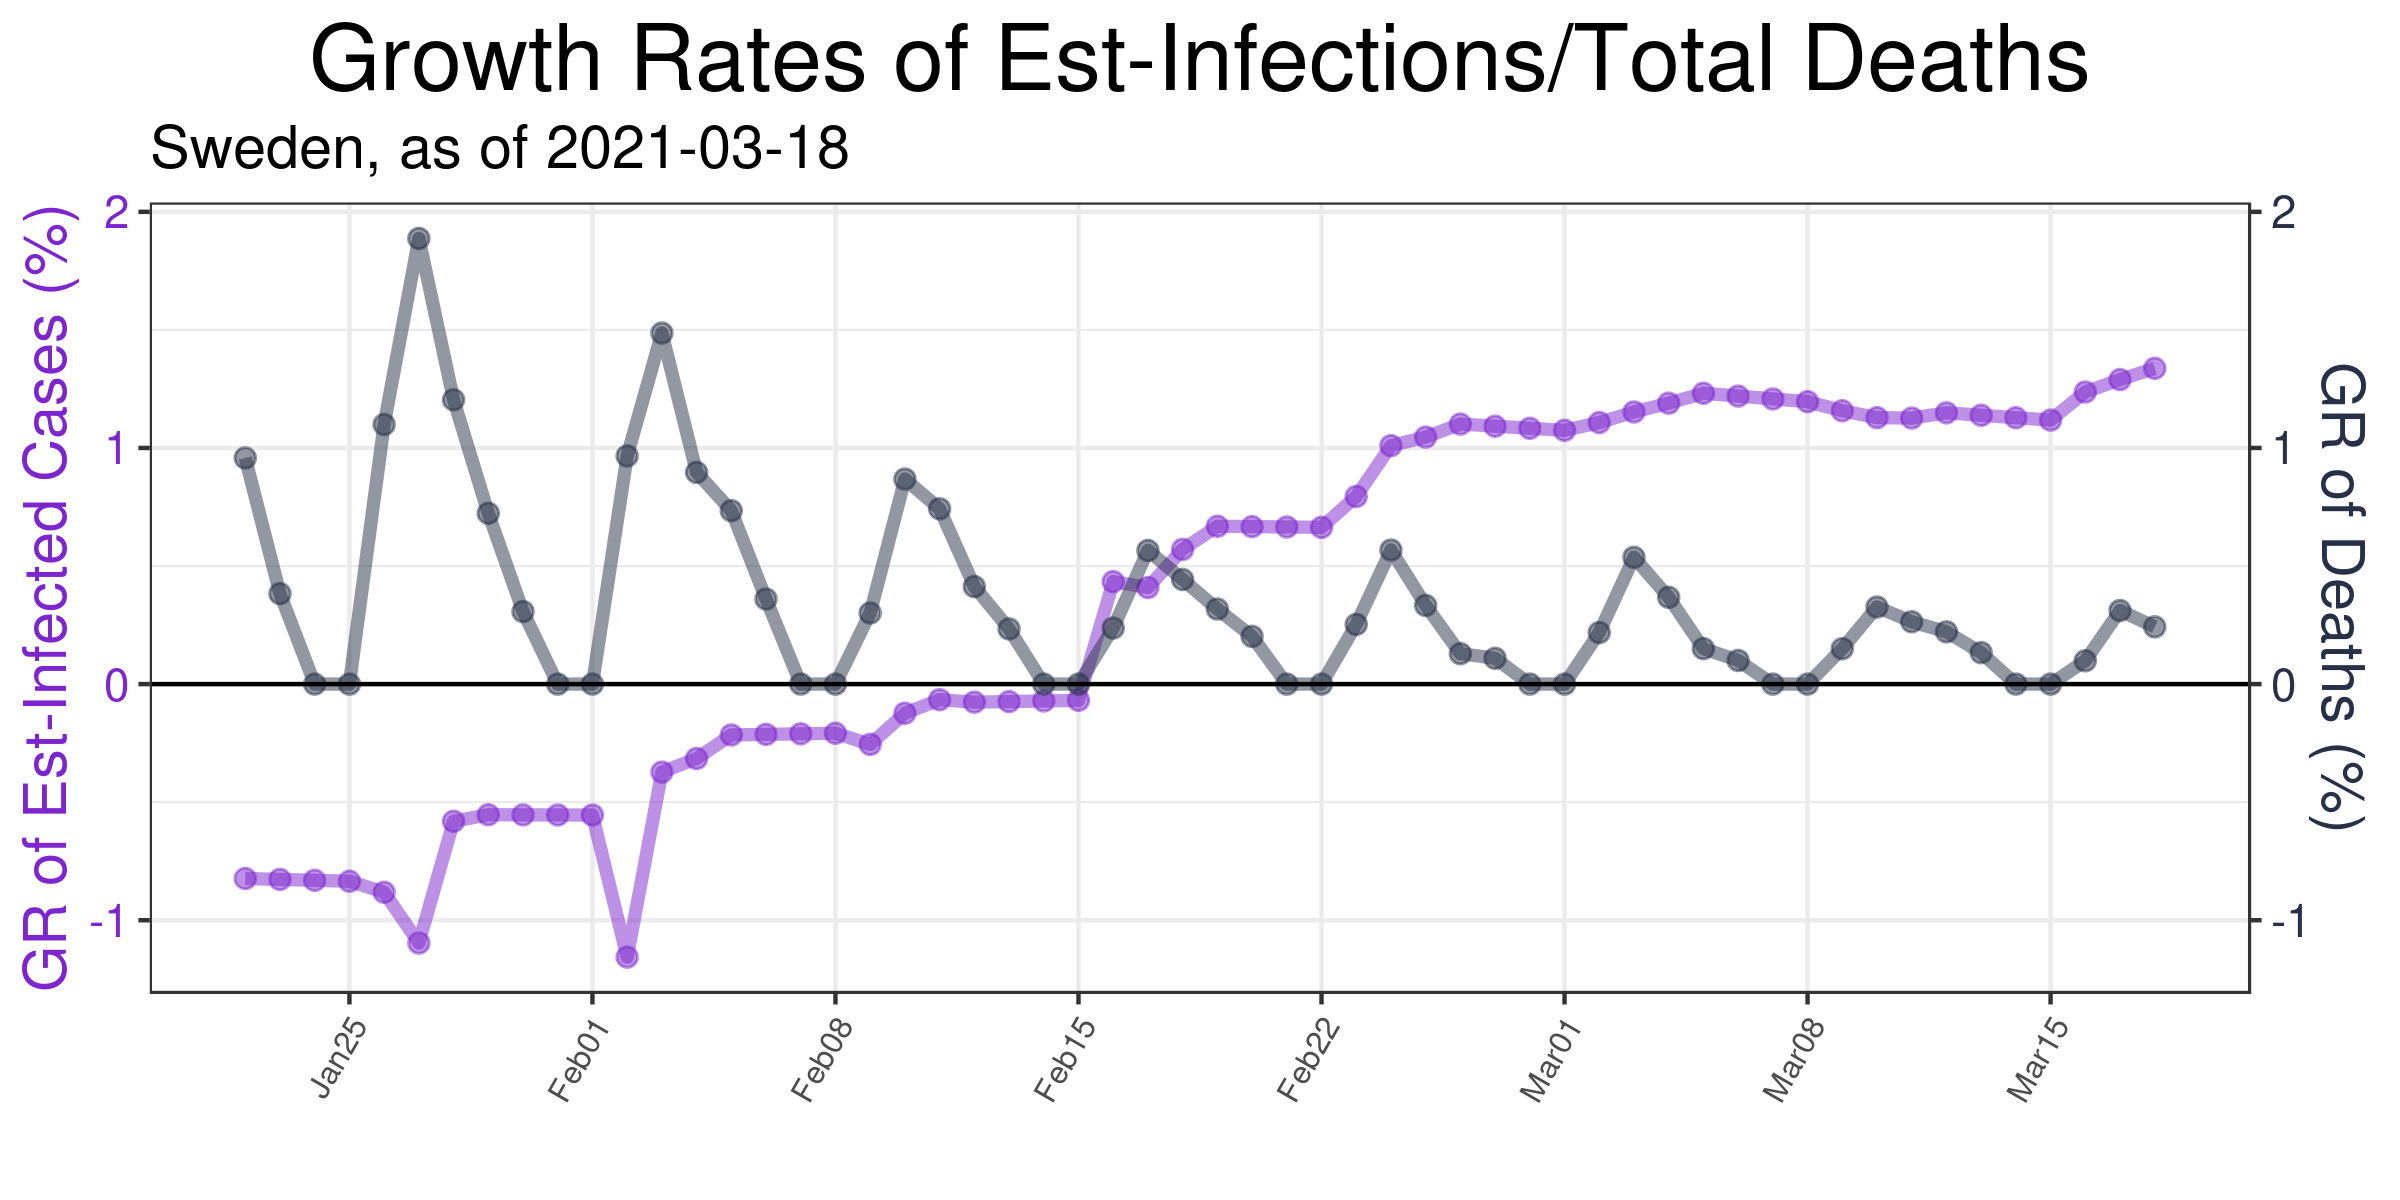 Growth Rates of Est-Infections/Total Deaths
Sweden, as of 2021-03-18
GR of Est-Infected Cases (%)
2
1
0
-1
2
1
0
-1
GR of Deaths (%)
Jan25
Feb01
Feb08
Feb15
Feb22
Mar01
Mar08
Mar15